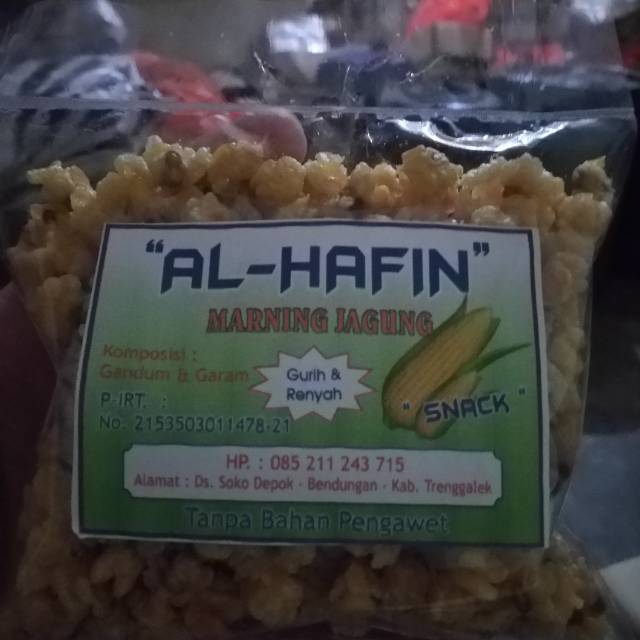 "AL-HAFIN"
MARNING JAGUNG
Komposisi :
Gandum & Garam
Gurih &
Renyah
P-IRT. :
No. 2153503011478-21
" SNACK "
HP. : 085 211 243 715
Alamat : Ds. Soko Depok - Bendungan - Kab. Trenggalek
Tanpa Bahan Pengawet